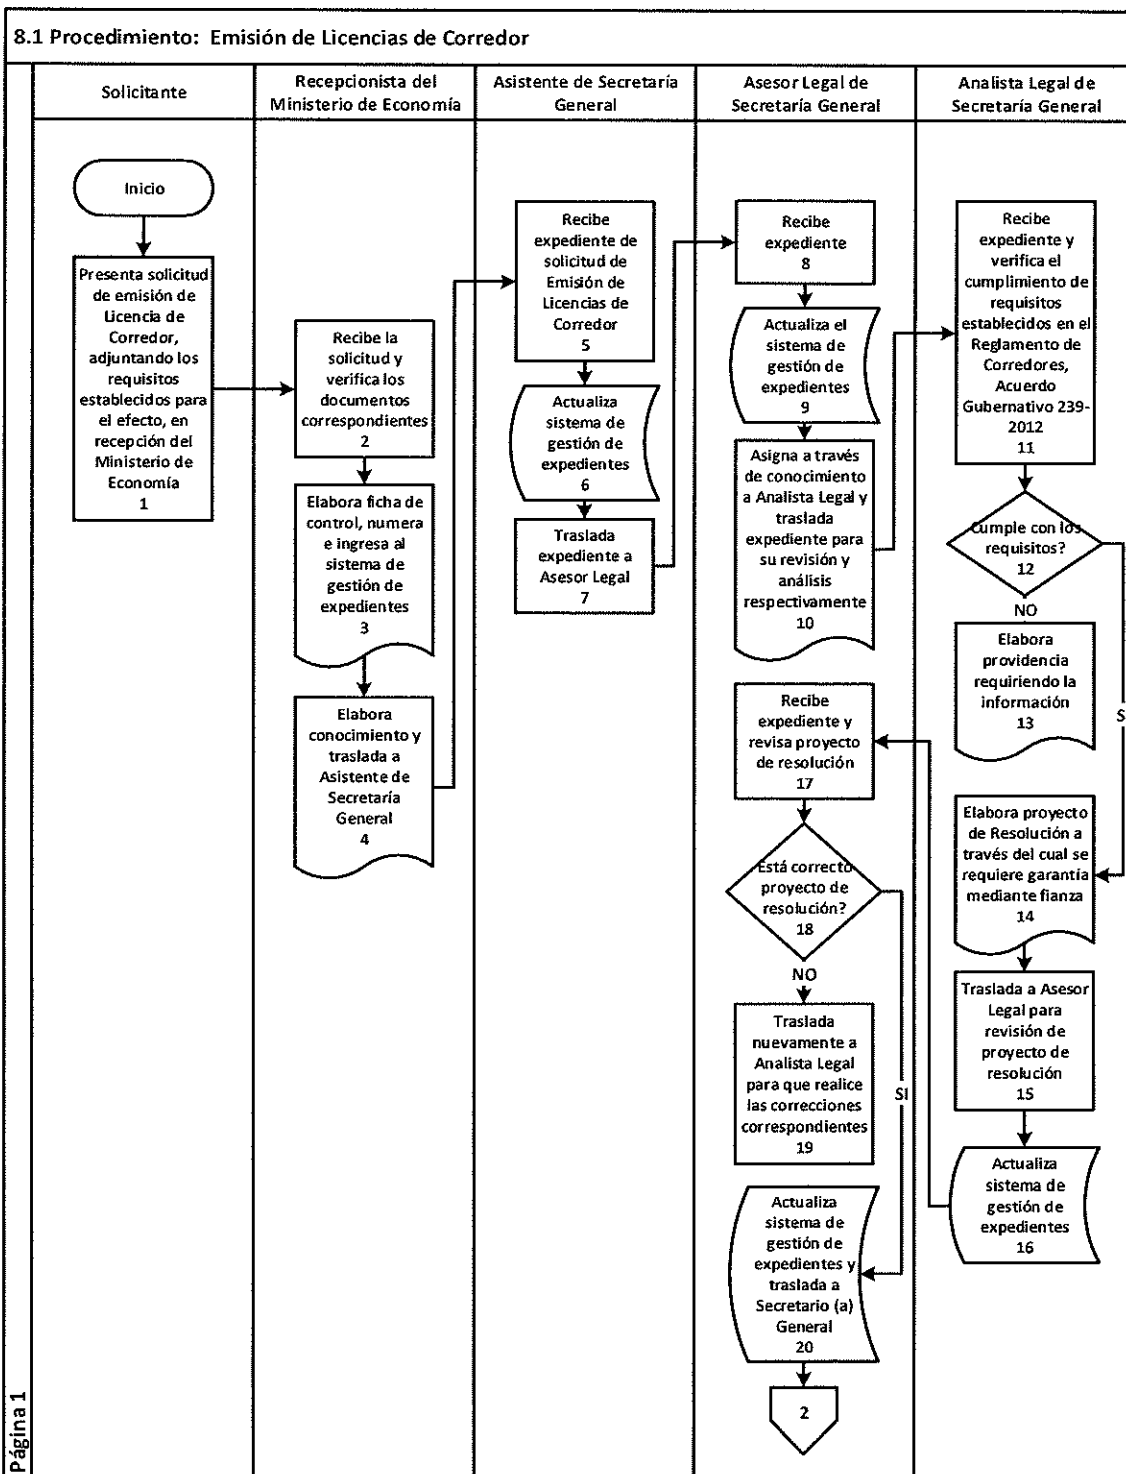 8.1 Procedimiento: Emisión de Licencias de Corredor
Solicitante
Recepcionista del
Ministerio de Economía
Asistente de Secretaría
General
Asesor Legal de
Secretaría General
Analista Legal de
Secretaría General
Inicio
Presenta solicitud
de emisión de
Licencia de
Corredor,
adjuntando los
requisitos
establecidos para
el efecto, en
recepción del
Ministerio de
Economía
1
Recibe la
solicitud y
verifica los
documentos
correspondientes
2
Elabora ficha de
control, numera
e ingresa al
sistema de
gestión de
expedientes
3
Elabora
conocimiento y
traslada a
Asistente de
Secretaría
General
4
Recibe
expediente de
solicitud de
Emisión de
Licencias de
Corredor
5
Actualiza
sistema de
gestión de
expedientes
6
Traslada
expediente a
Asesor Legal
7
Recibe
expediente
8
Actualiza el
sistema de
gestión de
expedientes
9
Asigna a través
de conocimiento
a Analista Legal y
traslada
expediente para
su revisión y
análisis
respectivamente
10
Recibe
expediente y
verifica el
cumplimiento de
requisitos
establecidos en el
Reglamento de
Corredores,
Acuerdo
Gubernativo 239-
2012
11
Cumple con los
requisitos?
12
NO
S
Elabora
providencia
requiriendo la
información
13
Elabora proyecto
de Resolución a
través del cual se
requiere garantía
mediante fianza
14
Traslada a Asesor
Legal para
revisión de
proyecto de
resolución
15
Actualiza
sistema de
gestión de
expedientes
16
Recibe
expediente y
revisa proyecto
de resolución
17
Está correcto
proyecto de
resolución?
18
NO
SI
Traslada
nuevamente a
Analista Legal
para que realice
las correcciones
correspondientes
19
Actualiza
sistema de
gestión de
expedientes y
traslada a
Secretario (a)
General
20
2
Página 1